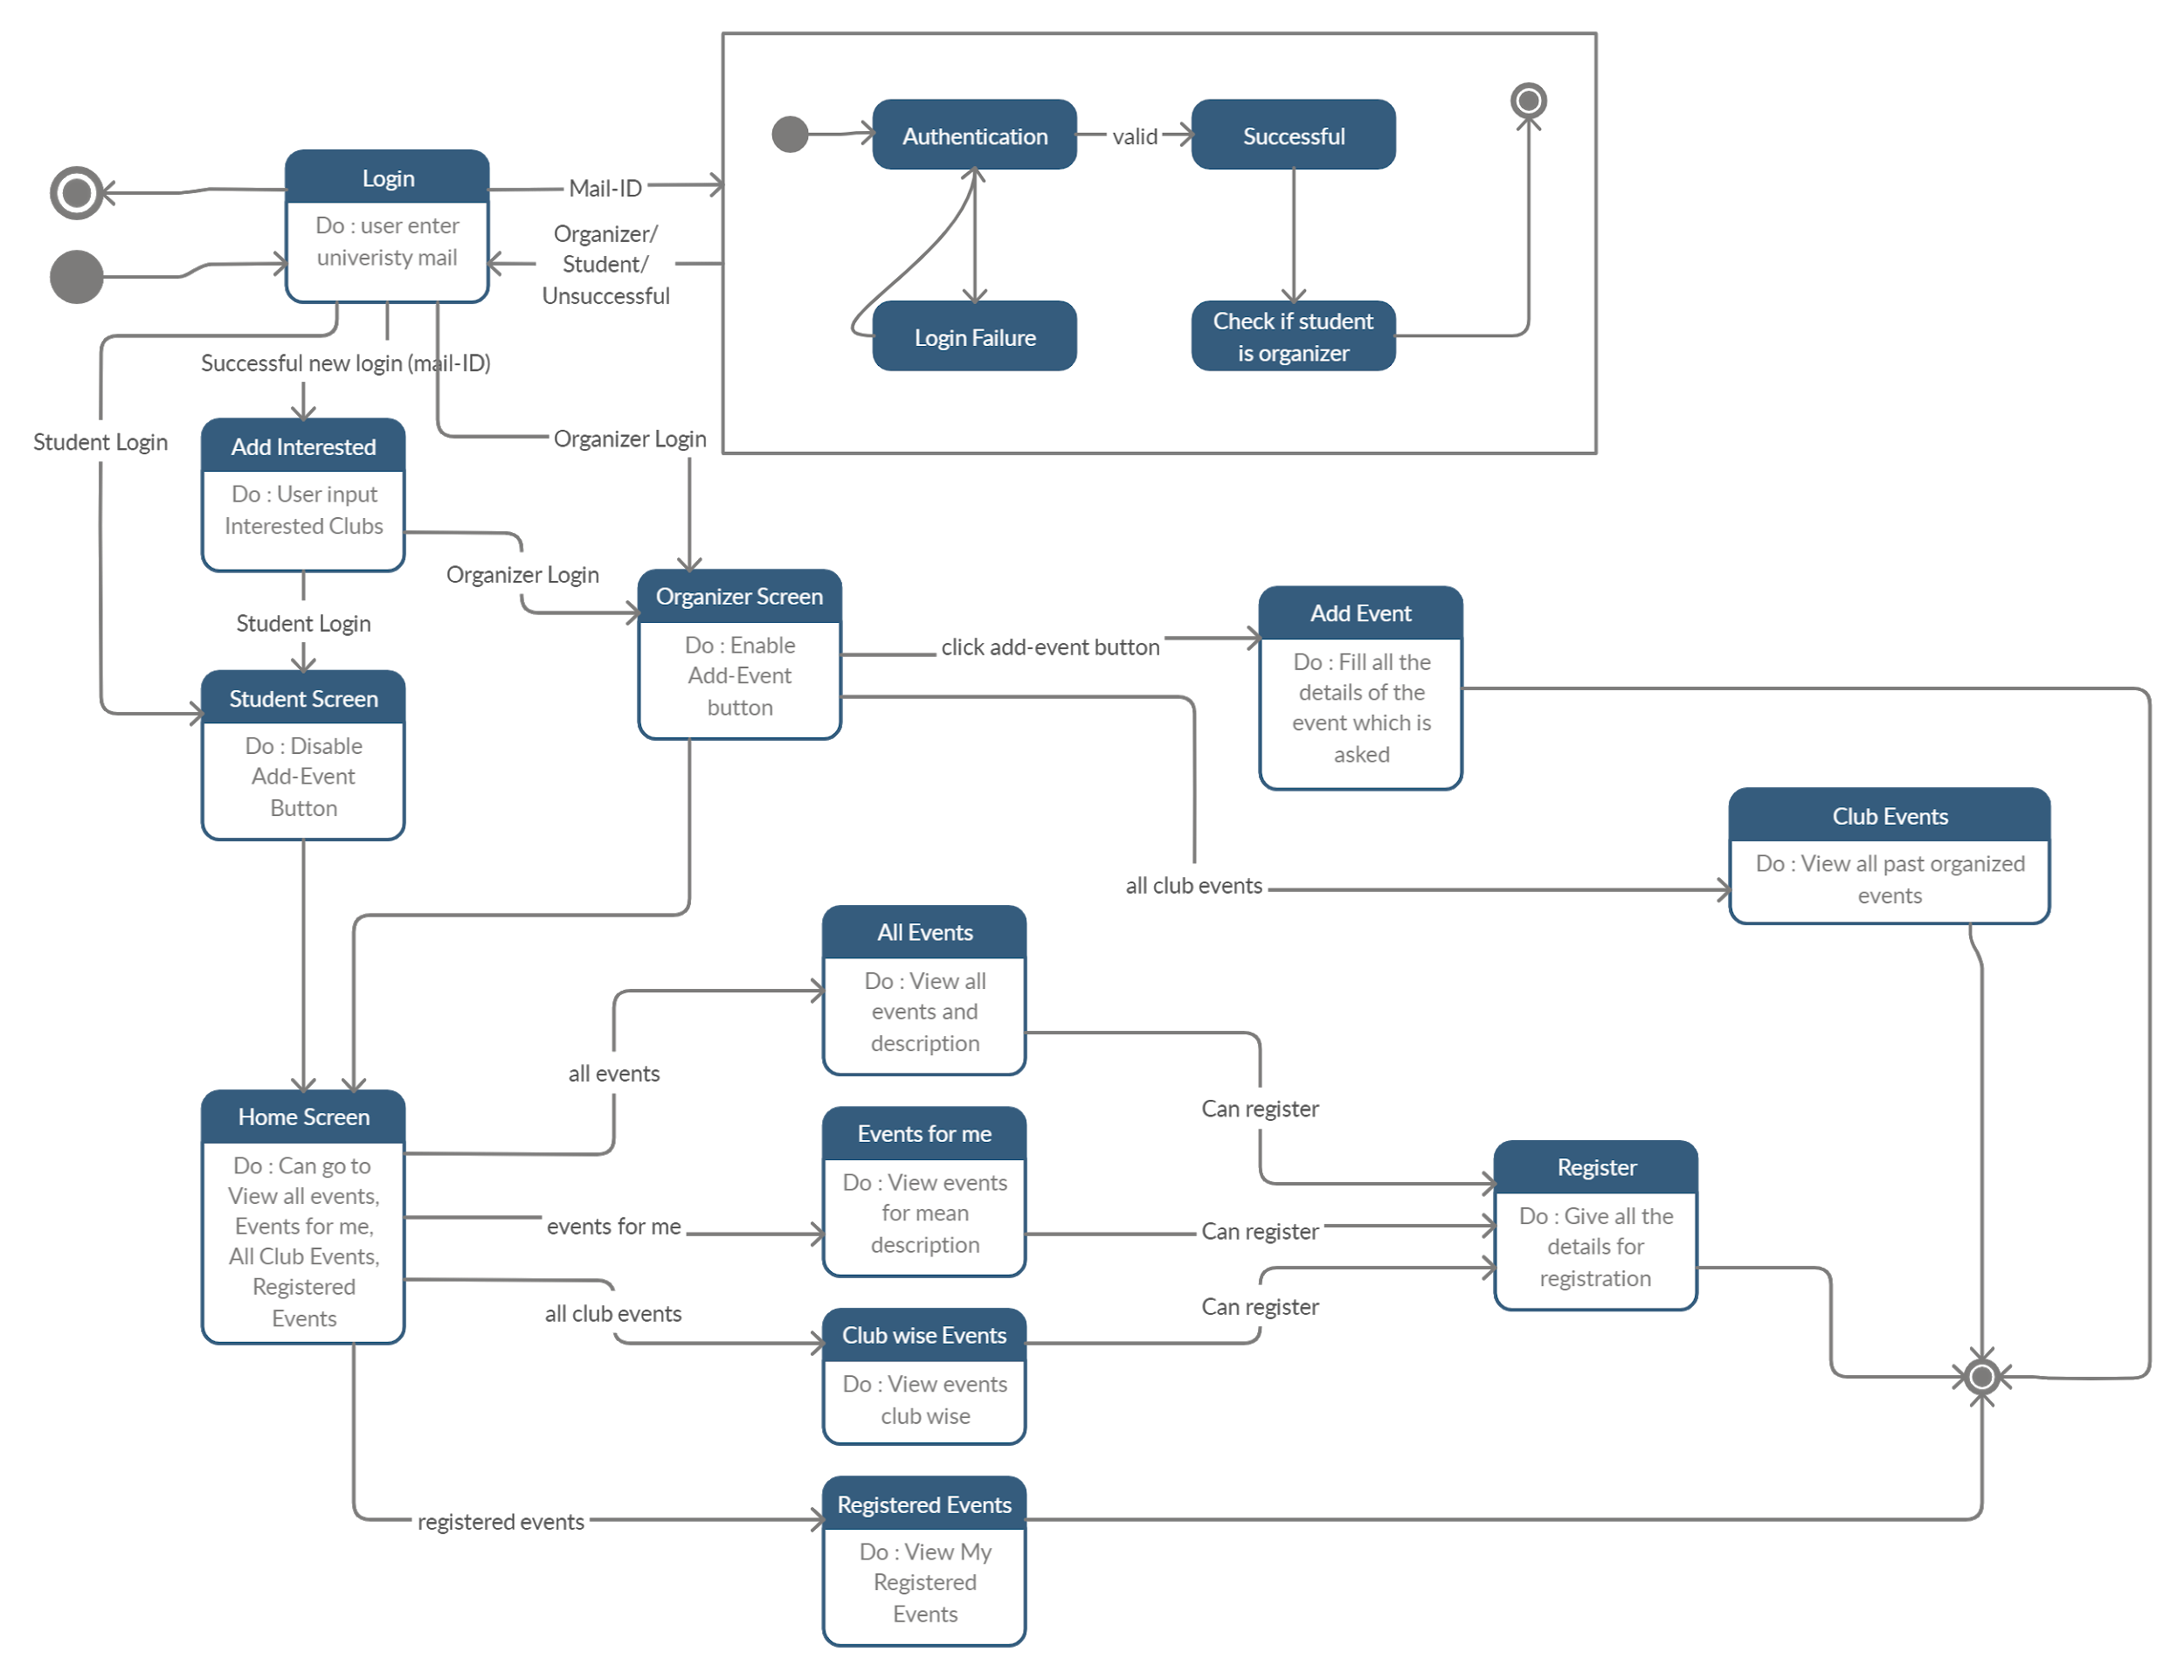 Login
Do : user enter
univeristy mail
Mail-ID
Organizer/
Student/
Unsuccessful
Authentication
valid
Successful
Login Failure
Check if student
is organizer
Successful new login (mail-ID)
Student Login
Organizer Login
Add Interested
Do : User input
Interested Clubs
Organizer Login
Student Login
Organizer Screen
Do : Enable
Add-Event
button
click add-event button
Add Event
Do : Fill all the
details of the
event which is
asked
Student Screen
Do : Disable
Add-Event
Button
all club events
Club Events
Do : View all past organized
events
All Events
Do : View all
events and
description
all events
Can register
Home Screen
Do : Can go to
View all events,
Events for me,
All Club Events,
Registered
Events
events for me
Events for me
Do : View events
for mean
description
Can register
Register
Do : Give all the
details for
registration
all club events
Club wise Events
Do : View events
club wise
Can register
registered events
Registered Events
Do : View My
Registered
Events